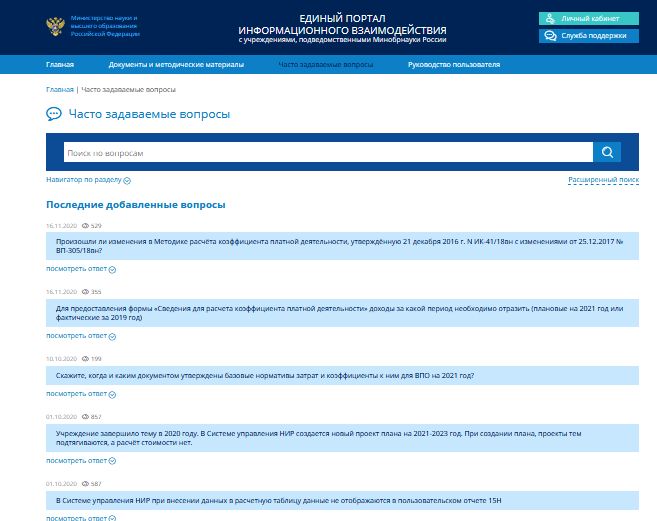 Министерство науки и
высшего образования
Российской Федерации
ЕДИНЫЙ ПОРТАЛ
ИНФОРМАЦИОННОГО ВЗАИМОДЕЙСТВИЯ
с учреждениями, подведомственными Минобрнауки России
Личный кабинет
Служба поддержки
Главная Документы и методические материалы Часто задаваемые вопросы Руководство пользователя
Главная | Часто задаваемые вопросы
Часто задаваемые вопросы
Поиск по вопросам
Навигатор по разделу Расширенный поиск
Последние добавленные вопросы
16.11.2020 529
Произошли ли изменения в Методике расчёта коэффициента платной деятельности, утверждённую 21 декабря 2016 г. N ИК-41/18вн с изменениями от 25.12.2017 №
ВП-305/18вн?
посмотреть ответ
16.11.2020 355
Для предоставления формы «Сведения для расчета коэффициента платной деятельности» доходы за какой период необходимо отразить (плановые на 2021 год или
фактические за 2019 год)
посмотреть ответ
10.10.2020 199
Скажите, когда и каким документом утверждены базовые нормативы затрат и коэффициенты к ним для ВПО на 2021 год?
посмотреть ответ
01.10.2020 857
Учреждение завершило тему в 2020 году. В Системе управления НИР создается новый проект плана на 2021-2023 год. При создании плана, проекты тем
подтягиваются, а расчёт стоимости нет.
посмотреть ответ
01.10.2020 587
В Системе управления НИР при внесении данных в расчетную таблицу данные не отображаются в пользовательском отчете 15Н
посмотреть ответ